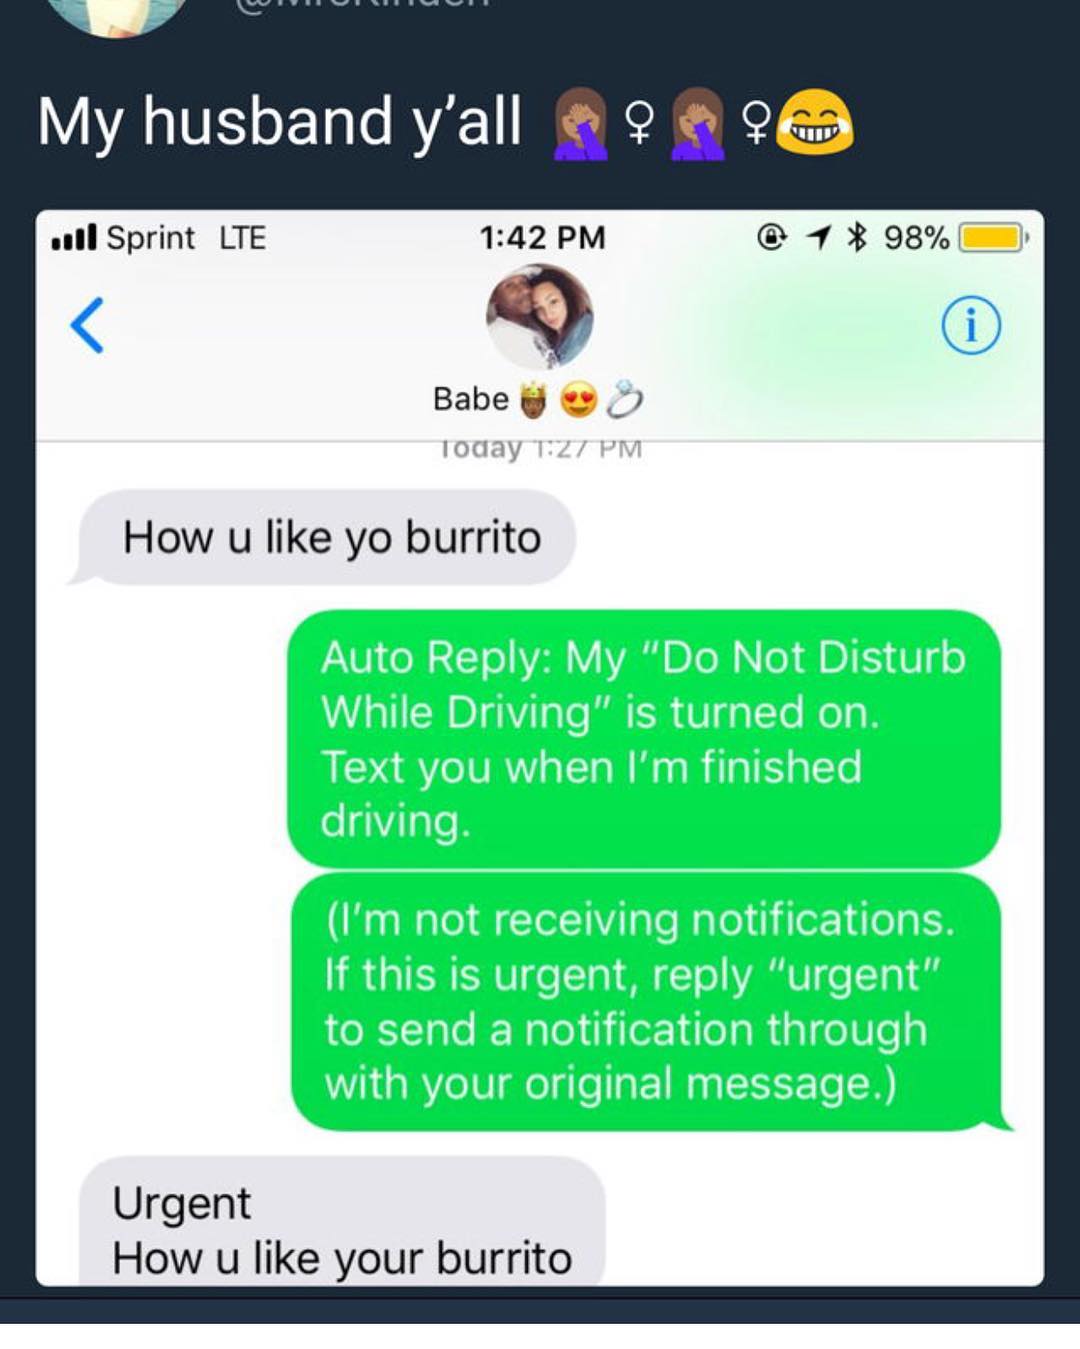 My husband y'all 🤦🏽‍♀🤦🏽‍♀😂
Sprint LTE 1:42 PM 98%
Babe 🤴🏾😍💍
Today 1:27 PM
How u like yo burrito
Auto Reply: My “Do Not Disturb
While Driving” is turned on.
Text you when I'm finished
driving.
(I'm not receiving notifications.
If this is urgent, reply “urgent”
to send a notification through
with your original message.)
Urgent
How u like your burrito